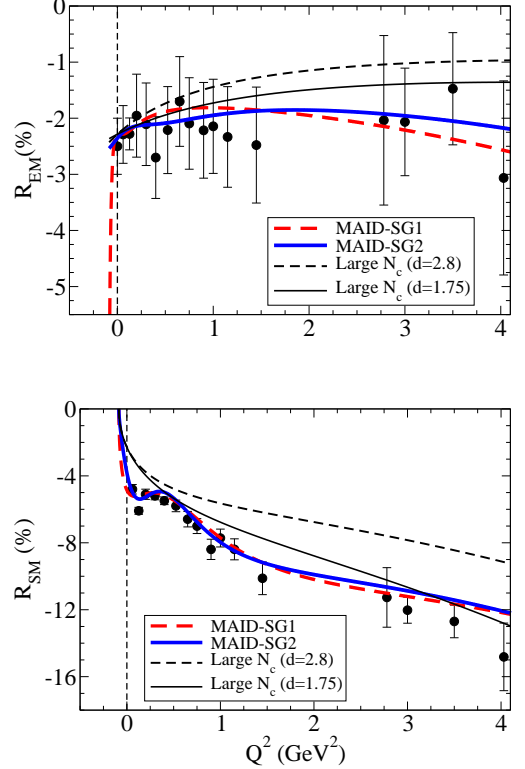 0
-1
-2
-3
-4
-5
R_EM(%)
MAID-SG1
MAID-SG2
Large N_c (d=2.8)
Large N_c (d=1.75)
0 1 2 3 4
0
-4
-8
-12
-16
R_SM (%)
MAID-SG1
MAID-SG2
Large N_c (d=2.8)
Large N_c (d=1.75)
0 1 2 3 4
Q^2 (GeV^2)